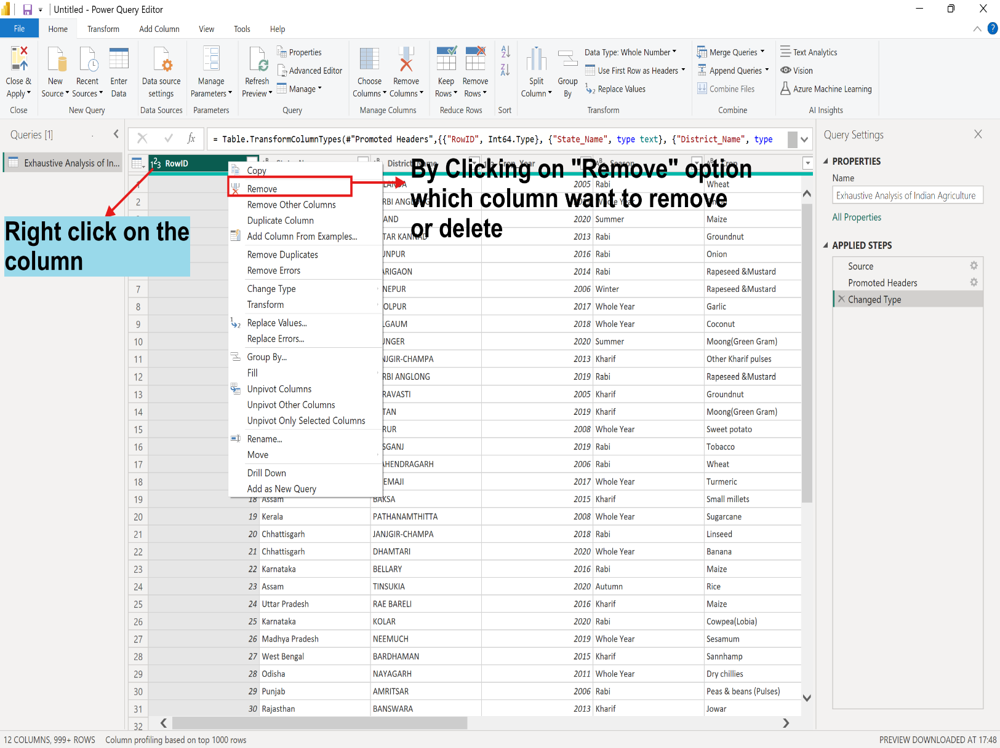 Untitled - Power Query Editor
File Home Transform Add Column View Tools Help
Close & Apply
New Source
Recent Sources
Enter Data
Data source settings
Manage Parameters
Refresh Preview
Properties
Advanced Editor
Manage
Choose Columns
Remove Columns
Keep Rows
Remove Rows
Split Column
Group By
Data Type: Whole Number
Use First Row as Headers
Replace Values
Merge Queries
Append Queries
Combine Files
Text Analytics
Vision
Azure Machine Learning
Close New Query Data Sources Parameters Query Manage Columns Reduce Rows Sort Transform Combine AI Insights
Queries [1]
Exhaustive Analysis of In...
fx
= Table.TransformColumnTypes(#"Promoted Headers",{{"RowID", Int64.Type}, {"State_Name", type text}, {"District_Name", type
RowID District_Name Crop_Year Season Crop
Right click on the
column
By Clicking on "Remove" option
which column want to remove
or delete
Copy
Remove
Remove Other Columns
Duplicate Column
Add Column From Examples...
Remove Duplicates
Remove Errors
Change Type
Transform
Replace Values...
Replace Errors...
Group By...
Fill
Unpivot Columns
Unpivot Other Columns
Unpivot Only Selected Columns
Rename...
Move
Drill Down
Add as New Query
1 2005 Rabi Wheat
2 RBI ANGLONG
AND 2020 Summer Maize
TAR KANNAD 2013 Rabi Groundnut
UNPUR 2016 Rabi Onion
ARIGAON 2014 Rabi Rapeseed &Mustard
7 NEPUR 2006 Winter Rapeseed &Mustard
8 OLPUR 2017 Whole Year Garlic
9 LGAUM 2018 Whole Year Coconut
10 UNGER 2020 Summer Moong(Green Gram)
11 NJGIR-CHAMPA 2013 Kharif Other Kharif pulses
12 RBI ANGLONG 2019 Rabi Rapeseed &Mustard
13 RAVASTI 2005 Kharif Groundnut
14 TAN 2019 Kharif Moong(Green Gram)
15 RUR 2008 Whole Year Sweet potato
16 SGANJ 2019 Rabi Tobacco
17 AHENDRAGARH 2006 Rabi Wheat
18 EMAJI 2017 Whole Year Turmeric
19 18 Assam BAKSA 2015 Kharif Small millets
20 19 Kerala PATHANAMTHITTA 2008 Whole Year Sugarcane
21 20 Chhattisgarh JANJGIR-CHAMPA 2018 Rabi Linseed
22 21 Chhattisgarh DHAMTARI 2020 Whole Year Banana
23 22 Karnataka BELLARY 2016 Rabi Maize
24 23 Assam TINSUKIA 2020 Autumn Rice
25 24 Uttar Pradesh RAE BARELI 2016 Kharif Maize
26 25 Karnataka KOLAR 2020 Rabi Cowpea(Lobia)
27 26 Madhya Pradesh NEEMUCH 2019 Whole Year Sesamum
28 27 West Bengal BARDHAMAN 2015 Kharif Sannhamp
29 28 Odisha NAYAGARH 2011 Whole Year Dry chillies
30 29 Punjab AMRITSAR 2006 Rabi Peas & beans (Pulses)
31 30 Rajasthan BANSWARA 2013 Kharif Jowar
32
Query Settings
PROPERTIES
Name
Exhaustive Analysis of Indian Agriculture
All Properties
APPLIED STEPS
Source
Promoted Headers
Changed Type
12 COLUMNS, 999+ ROWS Column profiling based on top 1000 rows
PREVIEW DOWNLOADED AT 17:48